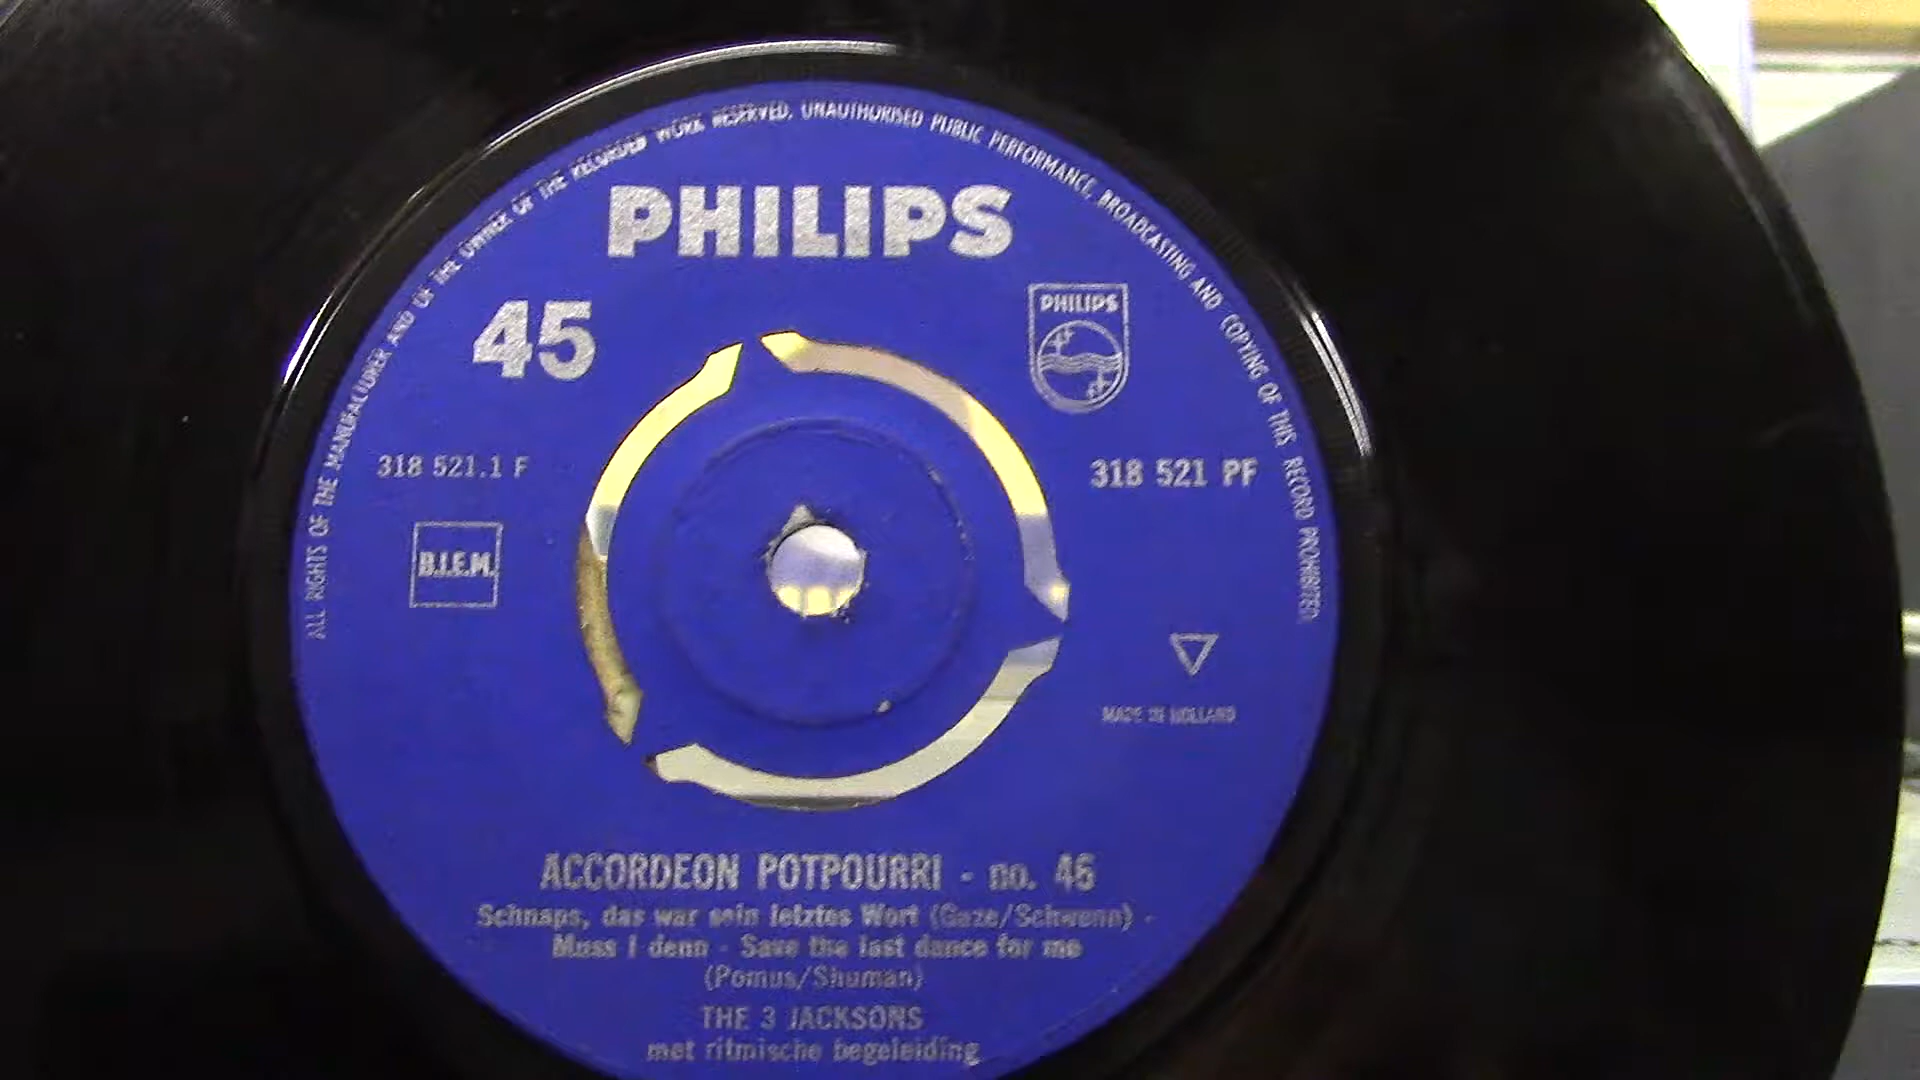 ALL RIGHTS OF THE MANUFACTURER AND OF THE OWNER OF THE RECORDED WORK RESERVED. UNAUTHORISED PUBLIC PERFORMANCE, BROADCASTING AND COPYING OF THIS RECORD PROHIBITED
PHILIPS
45
PHILIPS
318 521.1 F
318 521 PF
B.I.E.M.
MADE IN HOLLAND
ACCORDEON POTPOURRI - no. 46
Schnaps, das war sein letztes Wort (Gaze/Schwenn) -
Muss I denn - Save the last dance for me
(Pomus/Shuman)
THE 3 JACKSONS
met ritmische begeleiding